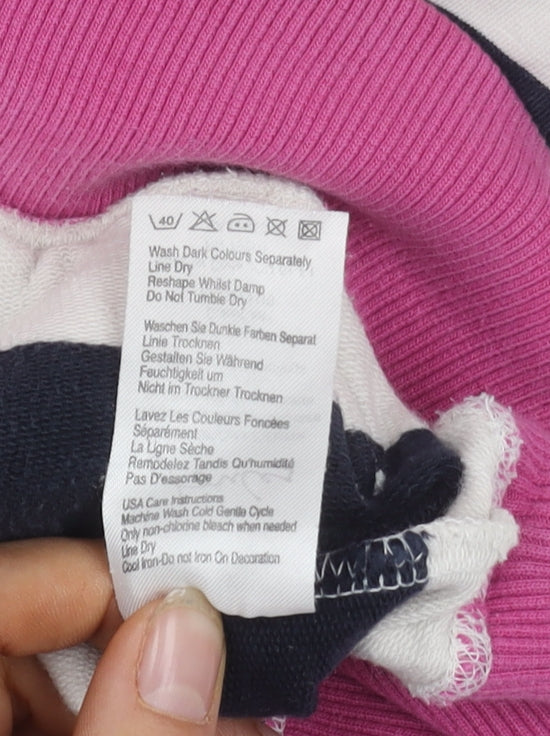 40
Wash Dark Colours Separately
Line Dry
Reshape Whilst Damp
Do Not Tumble Dry
Waschen Sie Dunkle Farben Separat
Linie Trocknen
Gestalten Sie Während
Feuchtigkeit um
Nicht im Trockner Trocknen
Lavez Les Couleurs Foncées
Séparément
La Ligne Sèche
Remodelez Tandis Qu'humidité
Pas D'essorage
USA Care Instructions
Machine Wash Cold Gentle Cycle
Only non-chlorine bleach when needed
Line Dry
Cool Iron-Do not Iron On Decoration